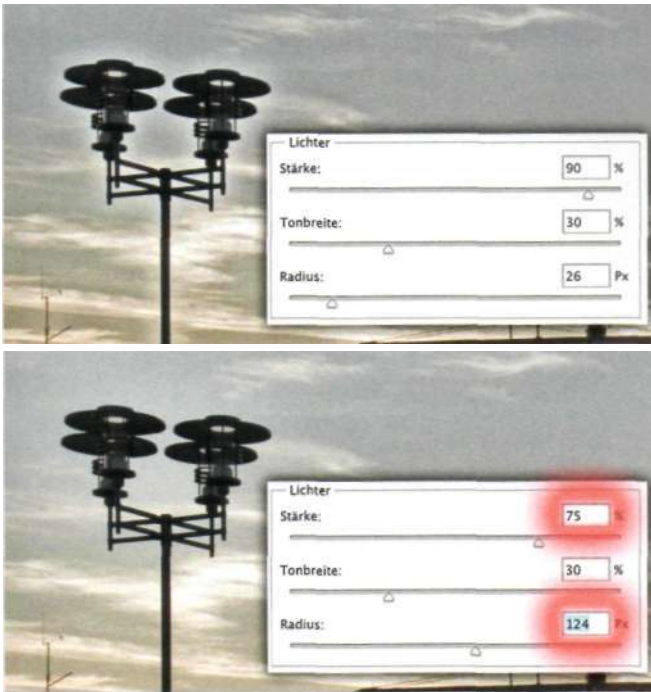 Lichter
Stärke: 90 %
Tonbreite: 30 %
Radius: 26 Px
Lichter
Stärke: 75 %
Tonbreite: 30 %
Radius: 124 Px